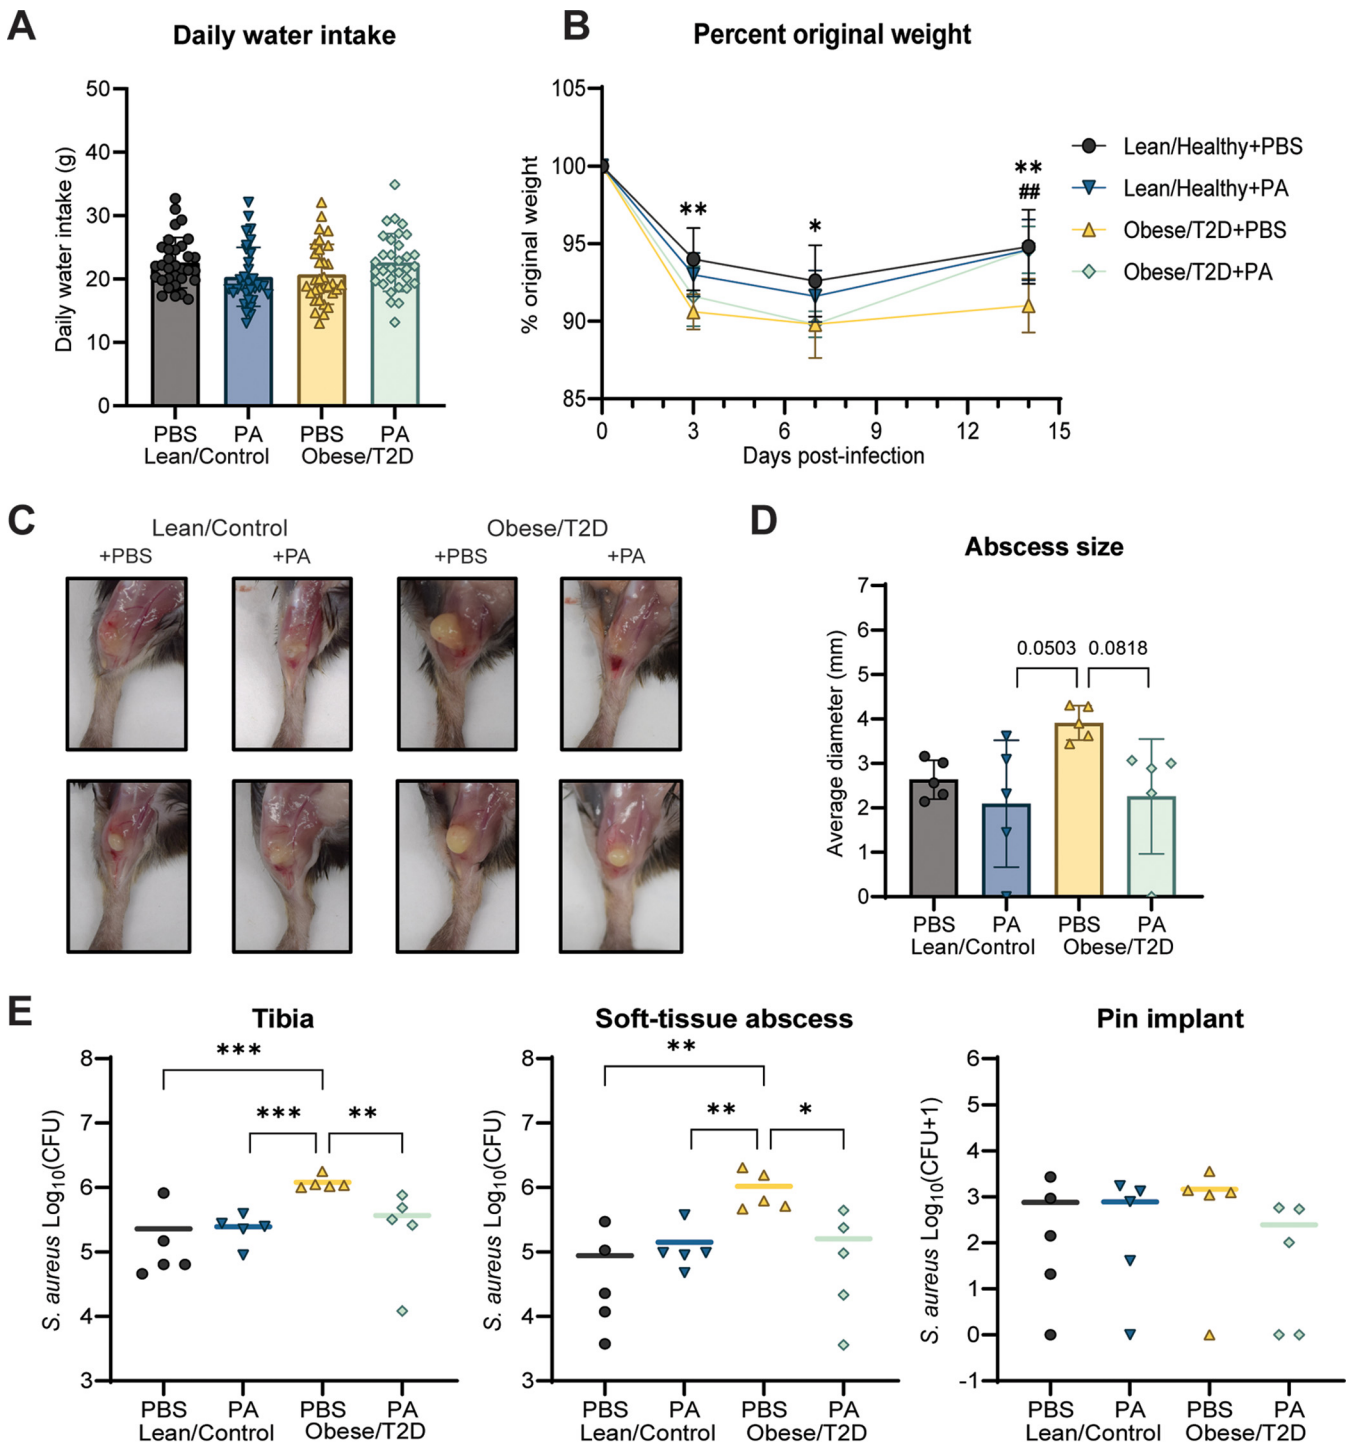 A
Daily water intake
Daily water intake (g)
50
40
30
20
10
0
PBS PA PBS PA
Lean/Control Obese/T2D
B
Percent original weight
% original weight
105
100
95
90
85
**
*
**
##
0 3 6 9 12 15
Days post-infection
Lean/Healthy+PBS
Lean/Healthy+PA
Obese/T2D+PBS
Obese/T2D+PA
C
Lean/Control Obese/T2D
+PBS +PA +PBS +PA
D
Abscess size
Average diameter (mm)
7
6
5
4
3
2
1
0
0.0503 0.0818
PBS PA PBS PA
Lean/Control Obese/T2D
E
Tibia
S. aureus Log10(CFU)
8
7
6
5
4
3
***
*** **
PBS PA PBS PA
Lean/Control Obese/T2D
Soft-tissue abscess
S. aureus Log10(CFU)
8
7
6
5
4
3
**
** *
PBS PA PBS PA
Lean/Control Obese/T2D
Pin implant
S. aureus Log10(CFU+1)
6
5
4
3
2
1
0
-1
PBS PA PBS PA
Lean/Control Obese/T2D